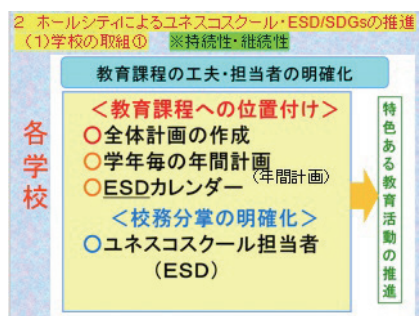 2 ホールシティによるユネスコスクール・ESD/SDGsの推進
(1)学校の取組① ※持続性・継続性
教育課程の工夫・担当者の明確化
各学校
<教育課程への位置付け>
○全体計画の作成
○学年毎の年間計画
○ESDカレンダー(年間計画)
<校務分掌の明確化>
○ユネスコスクール担当者
(ESD)
特色ある教育活動の推進